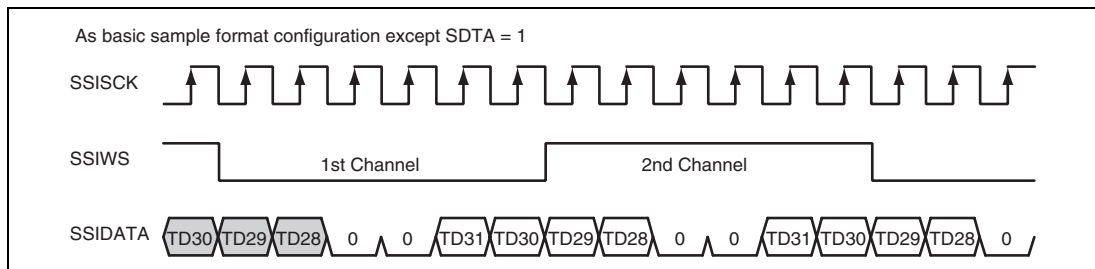 As basic sample format configuration except SDTA = 1
SSISCK
SSIWS 1st Channel 2nd Channel
SSIDATA TD30 TD29 TD28 0 0 TD31 TD30 TD29 TD28 0 0 TD31 TD30 TD29 TD28 0